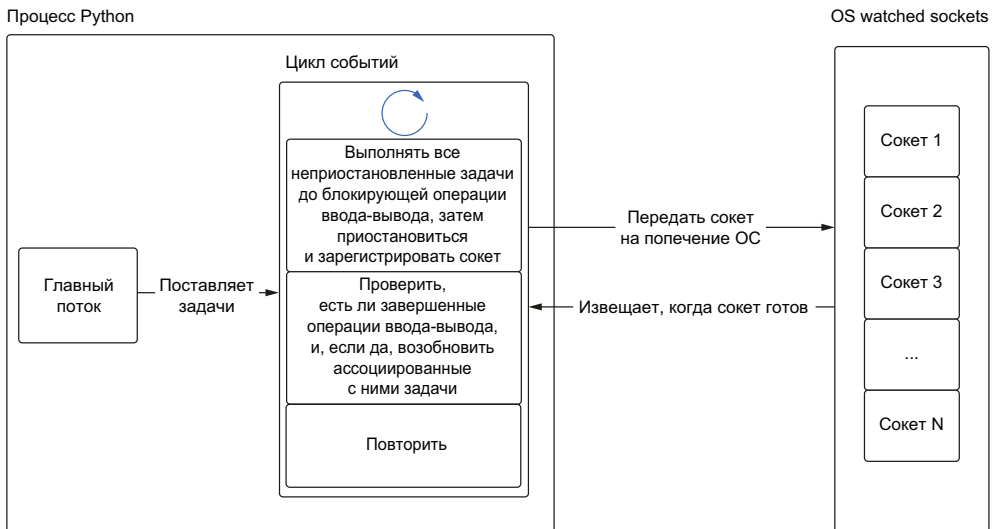 Процесс Python
OS watched sockets
Цикл событий
Выполнять все
неприостановленные задачи
до блокирующей операции
ввода-вывода, затем
приостановиться
и зарегистрировать сокет
Проверить,
есть ли завершенные
операции ввода-вывода,
и, если да, возобновить
ассоциированные
с ними задачи
Повторить
Главный
поток
Поставляет
задачи
Передать сокет
на попечение ОС
Извещает, когда сокет готов
Сокет 1
Сокет 2
Сокет 3
...
Сокет N